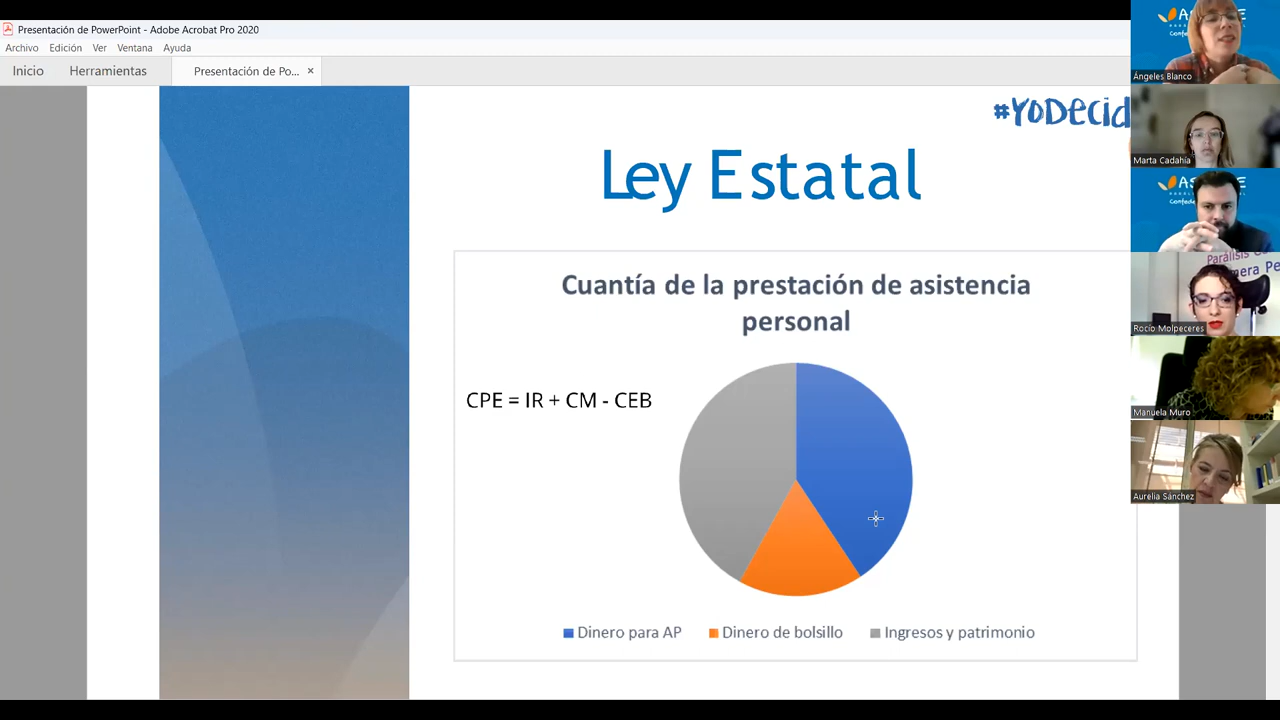 Presentación de PowerPoint - Adobe Acrobat Pro 2020
Archivo Edición Ver Ventana Ayuda
Inicio Herramientas Presentación de Po... ×
#YODecid
Ley Estatal
Cuantía de la prestación de asistencia
personal
CPE = IR + CM - CEB
Dinero para AP Dinero de bolsillo Ingresos y patrimonio
Ángeles Blanco
Marta Cadahía
Rocío Molpeceres
Manuela Muro
Aurelia Sánchez